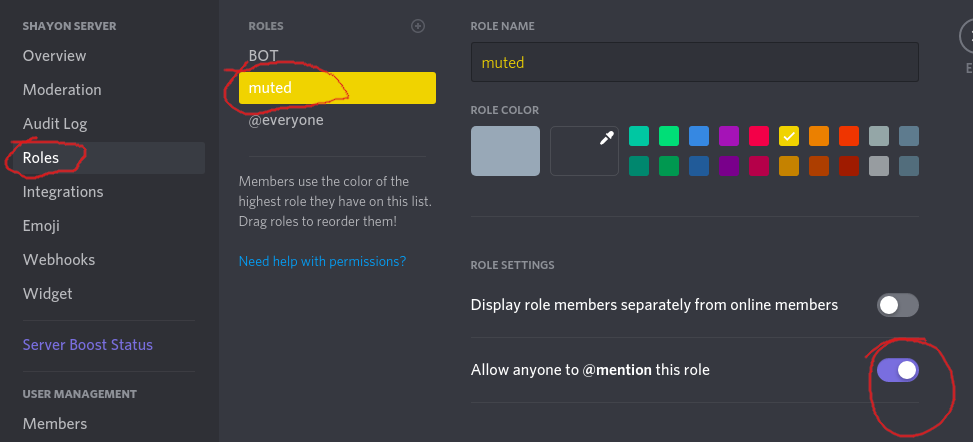 SHAYON SERVER
Overview
Moderation
Audit Log
Roles
Integrations
Emoji
Webhooks
Widget
Server Boost Status
USER MANAGEMENT
Members
ROLES
BOT
muted
@everyone
Members use the color of the
highest role they have on this list.
Drag roles to reorder them!
Need help with permissions?
ROLE NAME
muted
ROLE COLOR
ROLE SETTINGS
Display role members separately from online members
Allow anyone to @mention this role